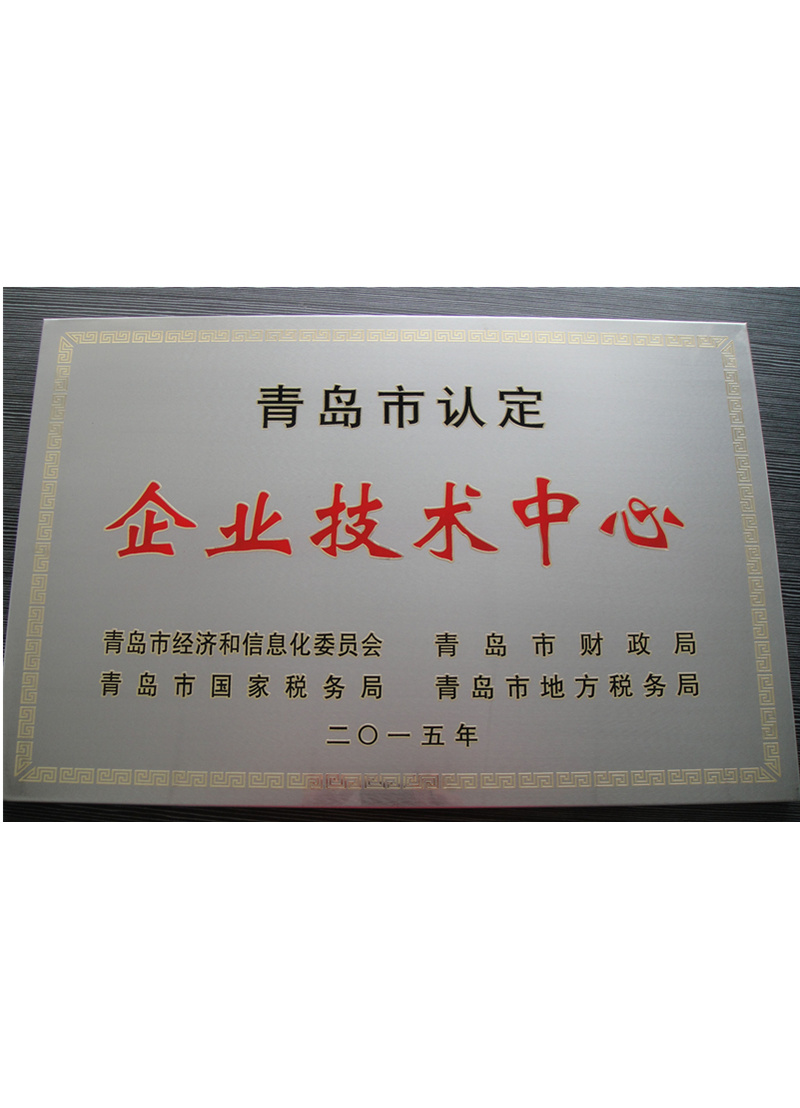 青岛市认定
企业技术中心
青岛市经济和信息化委员会 青岛市财政局
青岛市国家税务局 青岛市地方税务局
二〇一五年